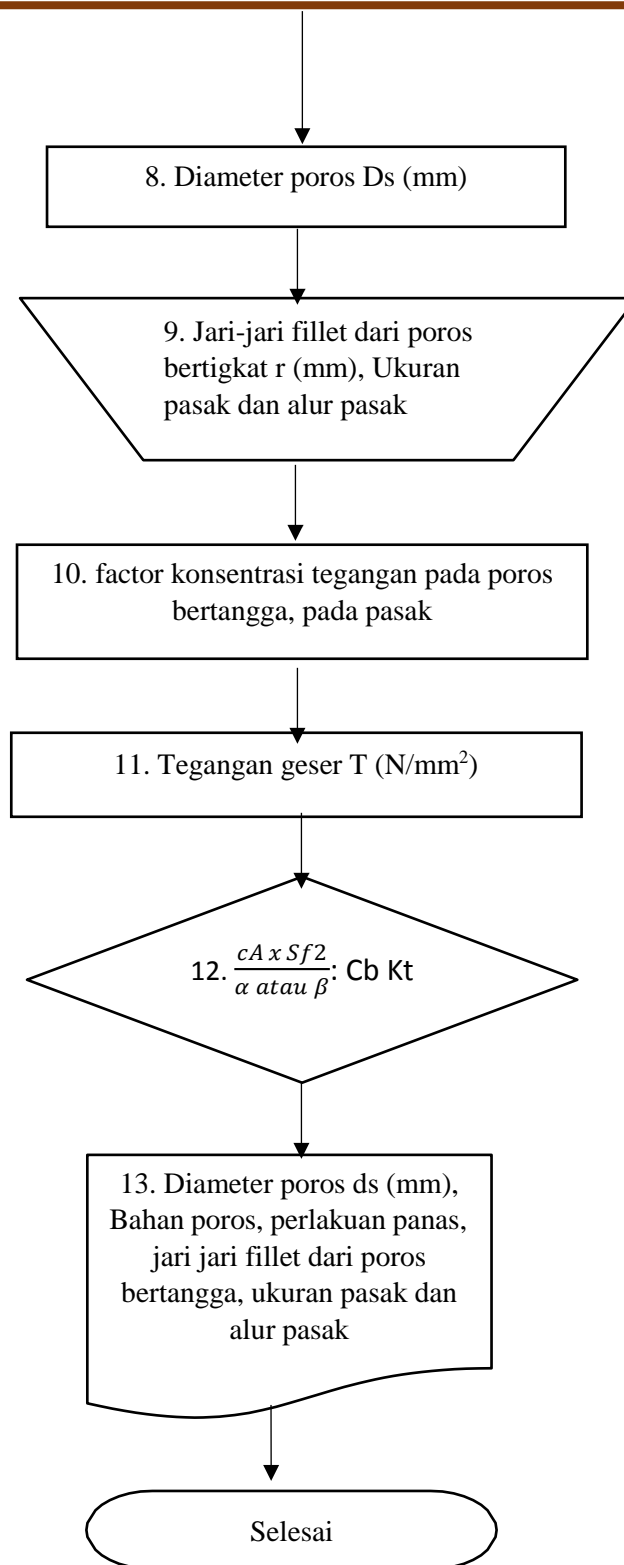 8. Diameter poros Ds (mm)
9. Jari-jari fillet dari poros
bertigkat r (mm), Ukuran
pasak dan alur pasak
10. factor konsentrasi tegangan pada poros
bertangga, pada pasak
11. Tegangan geser T (N/mm²)
12. \frac{cA x Sf2}{α atau β}: Cb Kt
13. Diameter poros ds (mm),
Bahan poros, perlakuan panas,
jari jari fillet dari poros
bertangga, ukuran pasak dan
alur pasak
Selesai